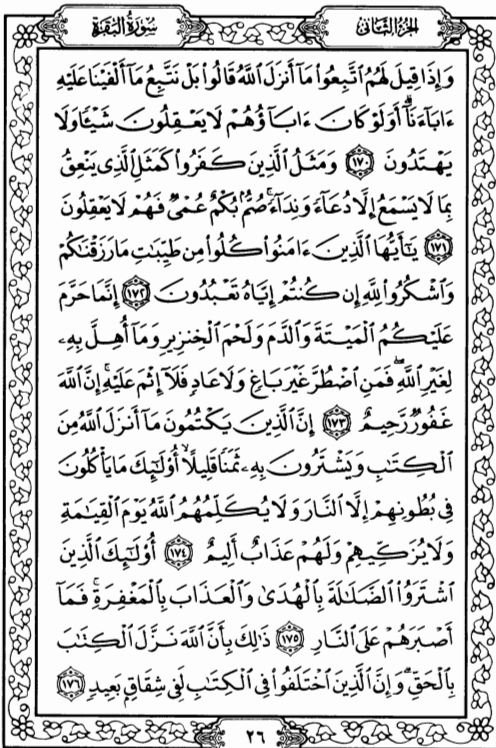 الجزء الثاني
سورة البقرة
وَإِذَا قِيلَ لَهُمُ ٱتَّبِعُوا۟ مَآ أَنزَلَ ٱللَّهُ قَالُوا۟ بَلْ نَتَّبِعُ مَآ أَلْفَيْنَا عَلَيْهِ
ءَابَآءَنَآۗ أَوَلَوْ كَانَ ءَابَآؤُهُمْ لَا يَعْقِلُونَ شَيْـًٔا وَلَا
يَهْتَدُونَ ١٧٠ وَمَثَلُ ٱلَّذِينَ كَفَرُوا۟ كَمَثَلِ ٱلَّذِى يَنْعِقُ
بِمَا لَا يَسْمَعُ إِلَّا دُعَآءً وَنِدَآءًۚ صُمٌّۢ بُكْمٌ عُمْىٌ فَهُمْ لَا يَعْقِلُونَ
١٧١ يَـٰٓأَيُّهَا ٱلَّذِينَ ءَامَنُوا۟ كُلُوا۟ مِن طَيِّبَـٰتِ مَا رَزَقْنَـٰكُمْ
وَٱشْكُرُوا۟ لِلَّهِ إِن كُنتُمْ إِيَّاهُ تَعْبُدُونَ ١٧٢ إِنَّمَا حَرَّمَ
عَلَيْكُمُ ٱلْمَيْتَةَ وَٱلدَّمَ وَلَحْمَ ٱلْخِنزِيرِ وَمَآ أُهِلَّ بِهِۦ
لِغَيْرِ ٱللَّهِۖ فَمَنِ ٱضْطُرَّ غَيْرَ بَاغٍ وَلَا عَادٍ فَلَآ إِثْمَ عَلَيْهِۚ إِنَّ ٱللَّهَ
غَفُورٌ رَّحِيمٌ ١٧٣ إِنَّ ٱلَّذِينَ يَكْتُمُونَ مَآ أَنزَلَ ٱللَّهُ مِنَ
ٱلْكِتَـٰبِ وَيَشْتَرُونَ بِهِۦ ثَمَنًا قَلِيلًاۙ أُو۟لَـٰٓئِكَ مَا يَأْكُلُونَ
فِى بُطُونِهِمْ إِلَّا ٱلنَّارَ وَلَا يُكَلِّمُهُمُ ٱللَّهُ يَوْمَ ٱلْقِيَـٰمَةِ
وَلَا يُزَكِّيهِمْ وَلَهُمْ عَذَابٌ أَلِيمٌ ١٧٤ أُو۟لَـٰٓئِكَ ٱلَّذِينَ
ٱشْتَرَوُا۟ ٱلضَّلَـٰلَةَ بِٱلْهُدَىٰ وَٱلْعَذَابَ بِٱلْمَغْفِرَةِۚ فَمَآ
أَصْبَرَهُمْ عَلَى ٱلنَّارِ ١٧٥ ذَٰلِكَ بِأَنَّ ٱللَّهَ نَزَّلَ ٱلْكِتَـٰبَ
بِٱلْحَقِّۗ وَإِنَّ ٱلَّذِينَ ٱخْتَلَفُوا۟ فِى ٱلْكِتَـٰبِ لَفِى شِقَاقٍۭ بَعِيدٍ ١٧٦
٢٦